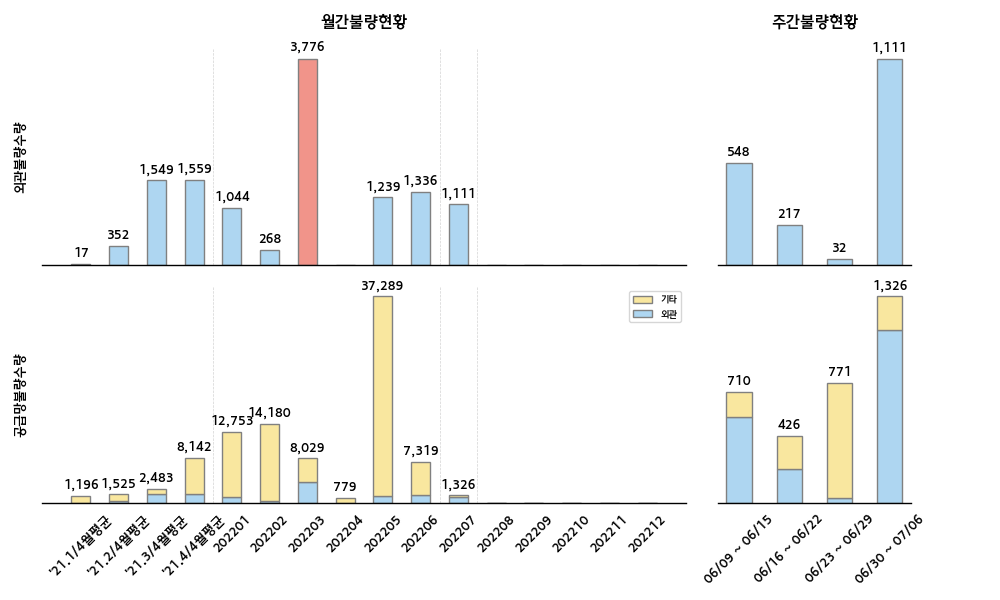 월간불량현황
주간불량현황
외관불량수량
17
352
1,549
1,559
1,044
268
3,776
1,239
1,336
1,111
548
217
32
1,111
공급망불량수량
1,196
1,525
2,483
8,142
12,753
14,180
8,029
779
37,289
7,319
1,326
기타
외관
710
426
771
1,326
'21.1/4월평균
'21.2/4월평균
'21.3/4월평균
'21.4/4월평균
202201
202202
202203
202204
202205
202206
202207
202208
202209
202210
202211
202212
06/09 ~ 06/15
06/16 ~ 06/22
06/23 ~ 06/29
06/30 ~ 07/06